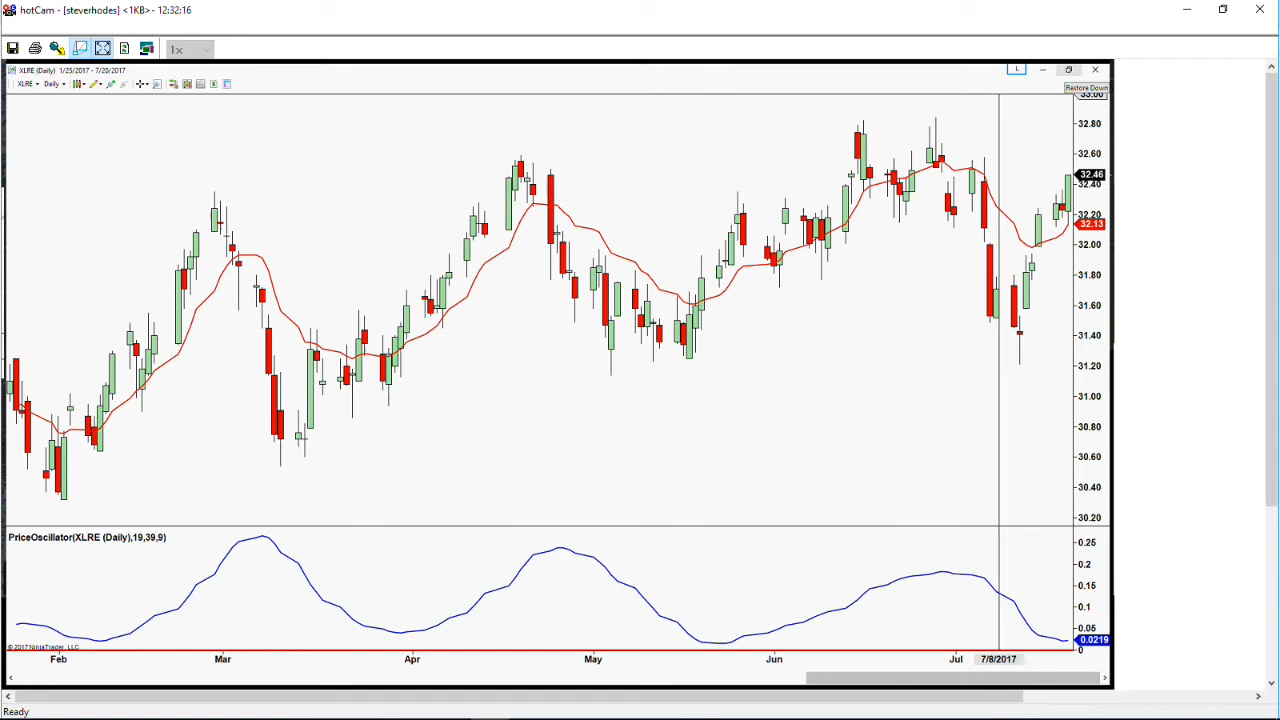 hotCam - [steverhodes] <1KB> - 12:32:16
1x
XLRE (Daily) 1/25/2017 - 7/20/2017
L
XLRE Daily
Restore Down
33.00
32.80
32.60
32.46
32.40
32.20
32.13
32.00
31.80
31.60
31.40
31.20
31.00
30.80
30.60
30.40
30.20
PriceOscillator(XLRE (Daily),19,39,9)
0.25
0.2
0.15
0.1
0.05
0.0219
0
© 2017 NinjaTrader, LLC
Feb Mar Apr May Jun Jul 7/8/2017
Ready